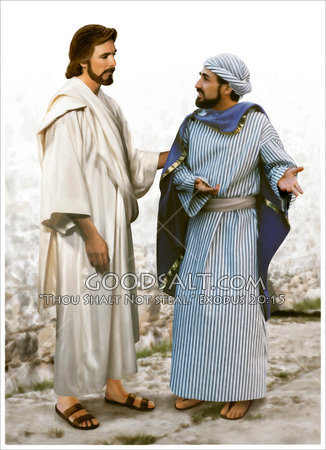 GOODSALT.COM
"THOU SHALT NOT STEAL" EXODUS 20:15